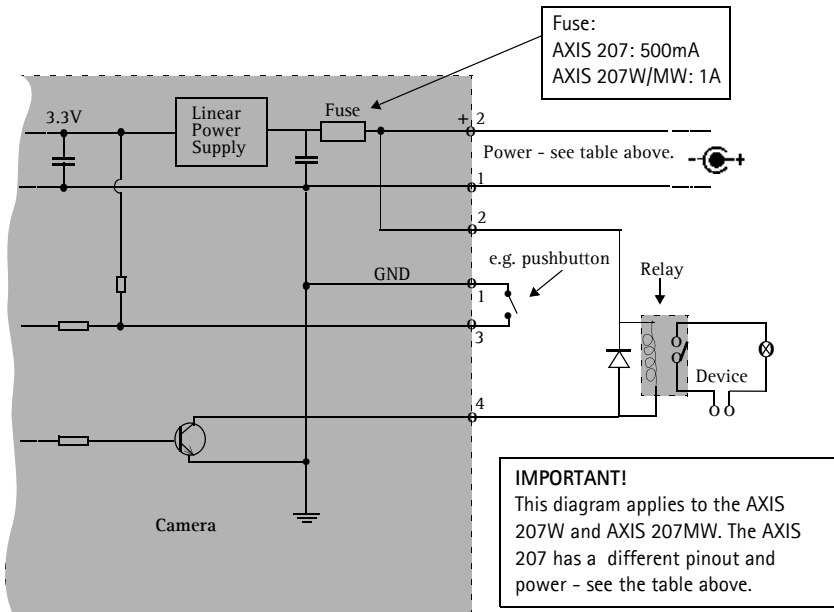 Fuse:
AXIS 207: 500mA
AXIS 207W/MW: 1A
3.3V
Linear
Power
Supply
Fuse
+ 2
Power - see table above.
- +
1
2
e.g. pushbutton
Relay
GND
1
3
Device
4
Camera
IMPORTANT!
This diagram applies to the AXIS
207W and AXIS 207MW. The AXIS
207 has a different pinout and
power - see the table above.